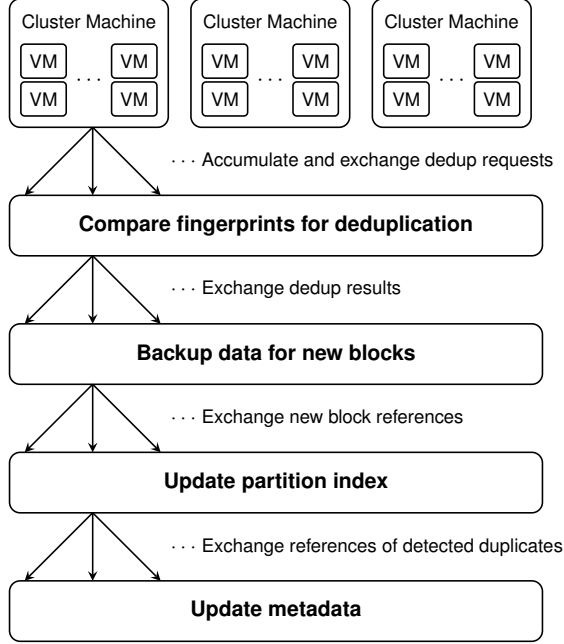 Cluster Machine Cluster Machine Cluster Machine
VM ... VM VM ... VM VM ... VM
VM VM VM VM VM VM
... Accumulate and exchange dedup requests
Compare fingerprints for deduplication
... Exchange dedup results
Backup data for new blocks
... Exchange new block references
Update partition index
... Exchange references of detected duplicates
Update metadata